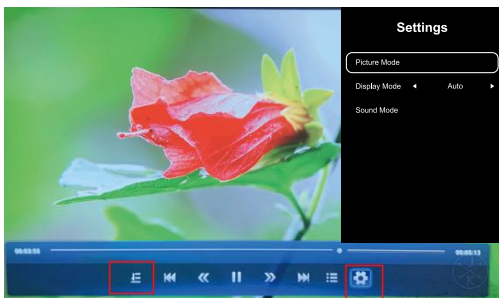 Settings
Picture Mode
Display Mode Auto
Sound Mode
00:03:55 00:05:13